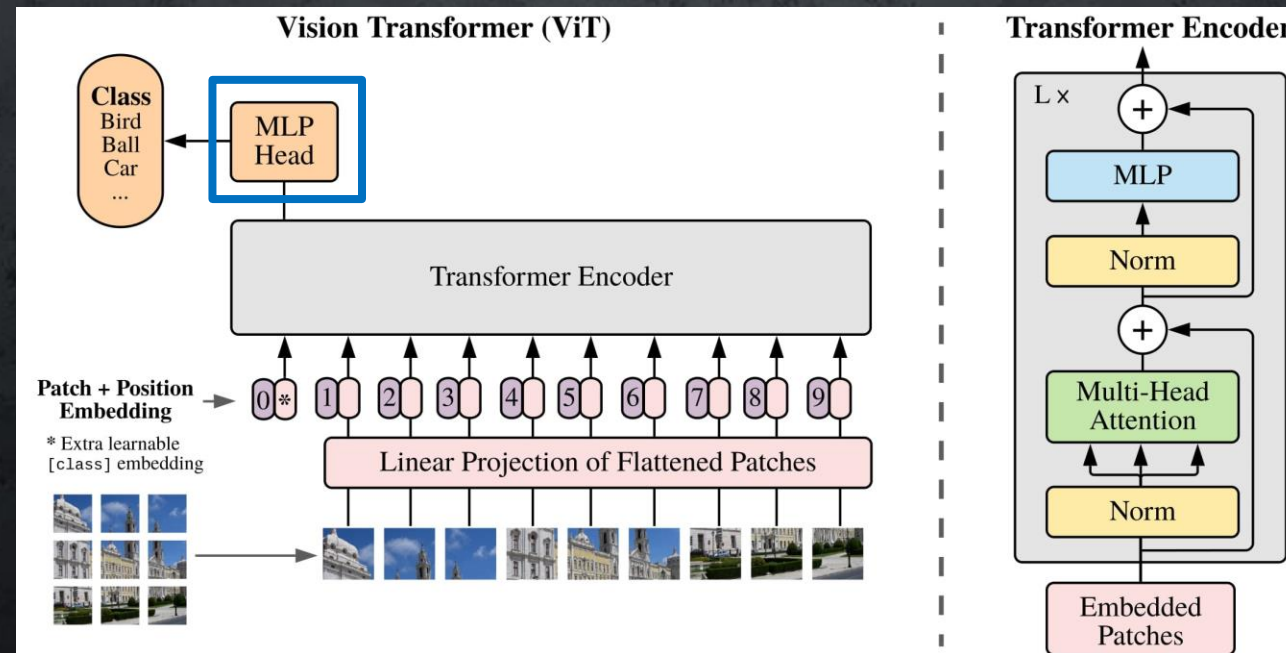 Vision Transformer (ViT)
Class
Bird
Ball
Car
...
MLP
Head
Transformer Encoder
Patch + Position
Embedding
0 * 1 2 3 4 5 6 7 8 9
* Extra learnable
[class] embedding
Linear Projection of Flattened Patches
Transformer Encoder
L ×
+
MLP
Norm
+
Multi-Head
Attention
Norm
Embedded
Patches